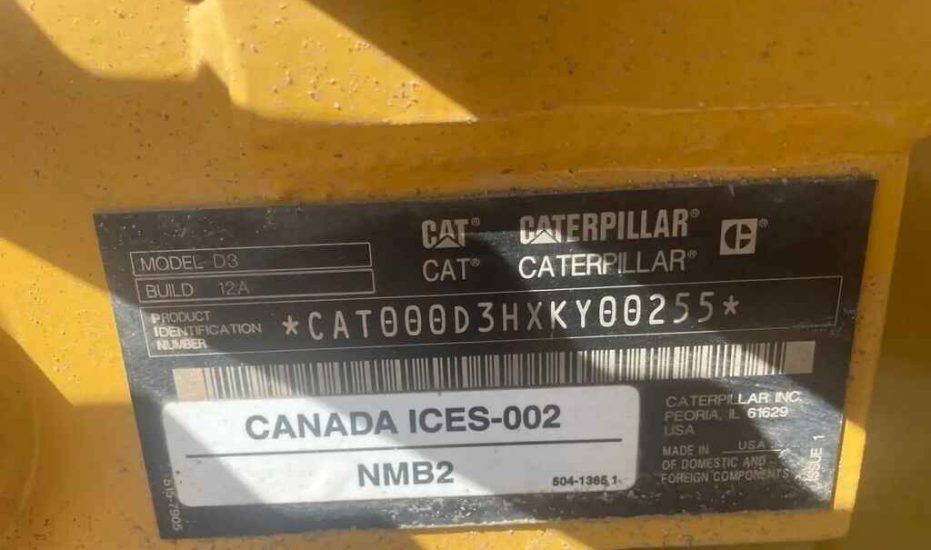 CAT® CATERPILLAR® C®
CAT® CATERPILLAR®
MODEL D3
BUILD 12A
PRODUCT IDENTIFICATION NUMBER
*CAT000D3HXKY00255*
CANADA ICES-002
NMB2
504-1365 1
CATERPILLAR INC.
PEORIA, IL 61629
USA
MADE IN USA
OF DOMESTIC AND
FOREIGN COMPONENTS
ISSUE 1